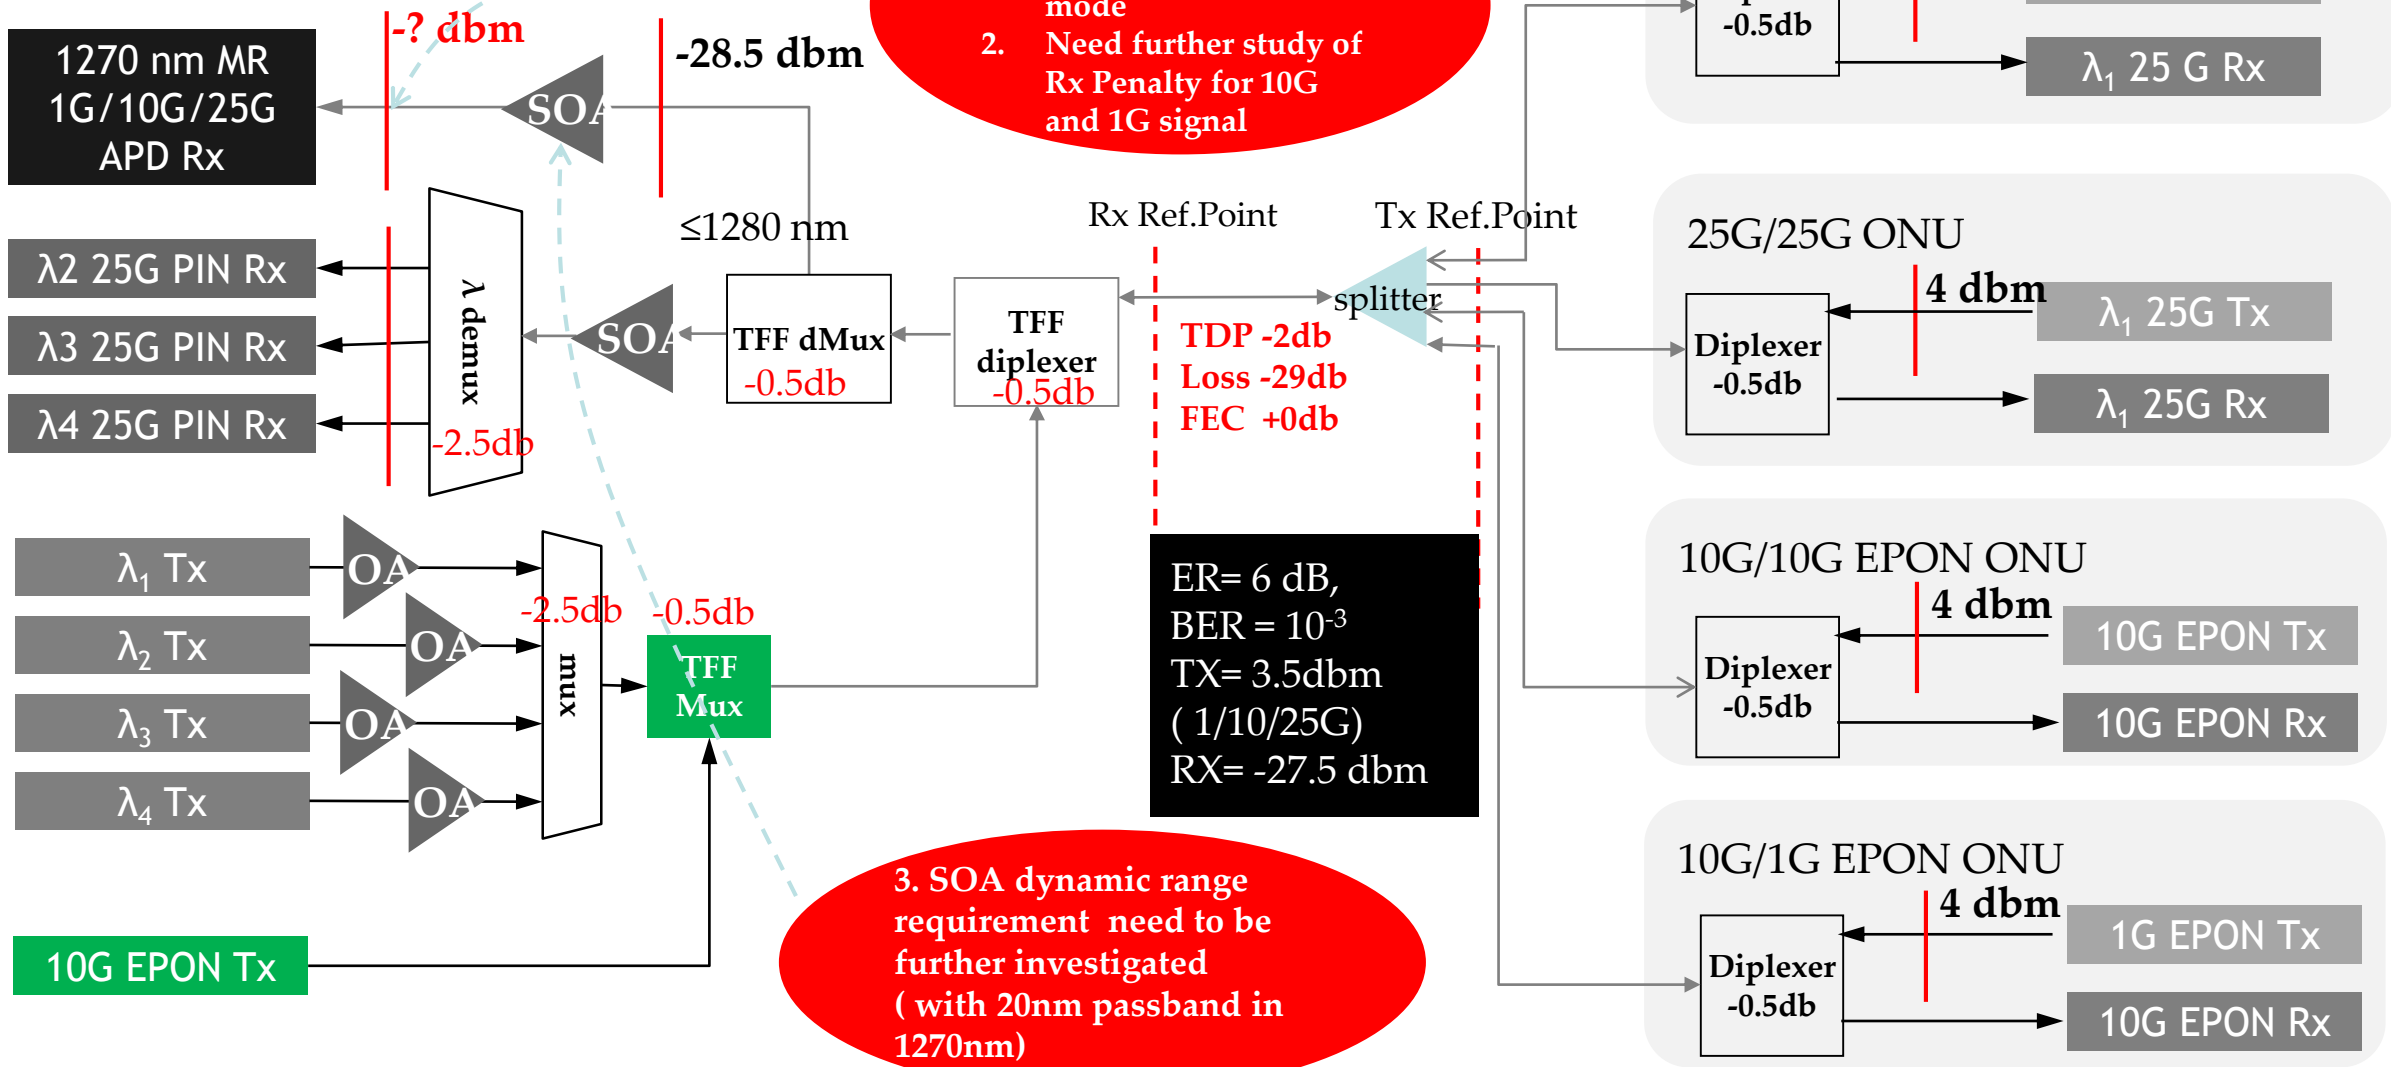 -? dbm
1270 nm MR
1G/10G/25G
APD Rx
-28.5 dbm
SOA
mode
2. Need further study of
Rx Penalty for 10G
and 1G signal
-0.5db
λ₁ 25 G Rx
≤1280 nm
Rx Ref.Point
Tx Ref.Point
λ2 25G PIN Rx
λ3 25G PIN Rx
λ4 25G PIN Rx
λ demux
-2.5db
SOA
TFF dMux
-0.5db
TFF
diplexer
-0.5db
splitter
TDP -2db
Loss -29db
FEC +0db
25G/25G ONU
4 dbm
λ₁ 25G Tx
Diplexer
-0.5db
λ₁ 25G Rx
λ₁ Tx
OA
λ₂ Tx
OA
λ₃ Tx
OA
λ₄ Tx
OA
-2.5db
mux
-0.5db
TFF
Mux
10G EPON Tx
ER= 6 dB,
BER = 10⁻³
TX= 3.5dbm
( 1/10/25G)
RX= -27.5 dbm
10G/10G EPON ONU
4 dbm
10G EPON Tx
Diplexer
-0.5db
10G EPON Rx
3. SOA dynamic range
requirement need to be
further investigated
( with 20nm passband in
1270nm)
10G/1G EPON ONU
4 dbm
1G EPON Tx
Diplexer
-0.5db
10G EPON Rx